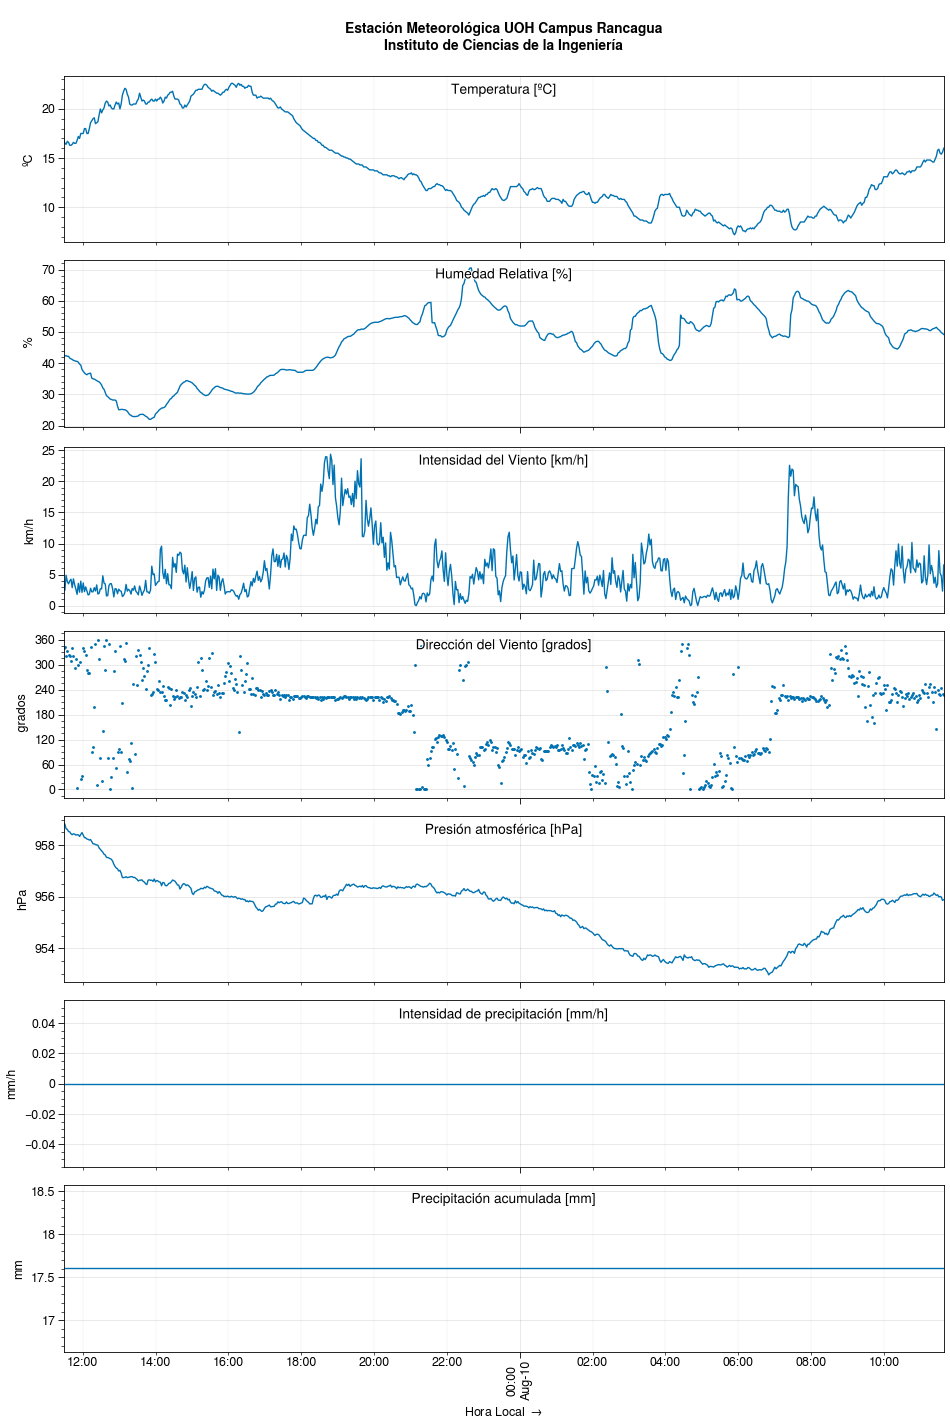 Estación Meteorológica UOH Campus Rancagua
Instituto de Ciencias de la Ingeniería
Temperatura [ºC]
ºC
20
15
10
Humedad Relativa [%]
%
70
60
50
40
30
20
Intensidad del Viento [km/h]
km/h
25
20
15
10
5
0
Dirección del Viento [grados]
grados
360
300
240
180
120
60
0
Presión atmosférica [hPa]
hPa
958
956
954
Intensidad de precipitación [mm/h]
mm/h
0.04
0.02
0
−0.02
−0.04
Precipitación acumulada [mm]
mm
18.5
18
17.5
17
12:00 14:00 16:00 18:00 20:00 22:00 00:00 02:00 04:00 06:00 08:00 10:00
Aug-10
Hora Local →